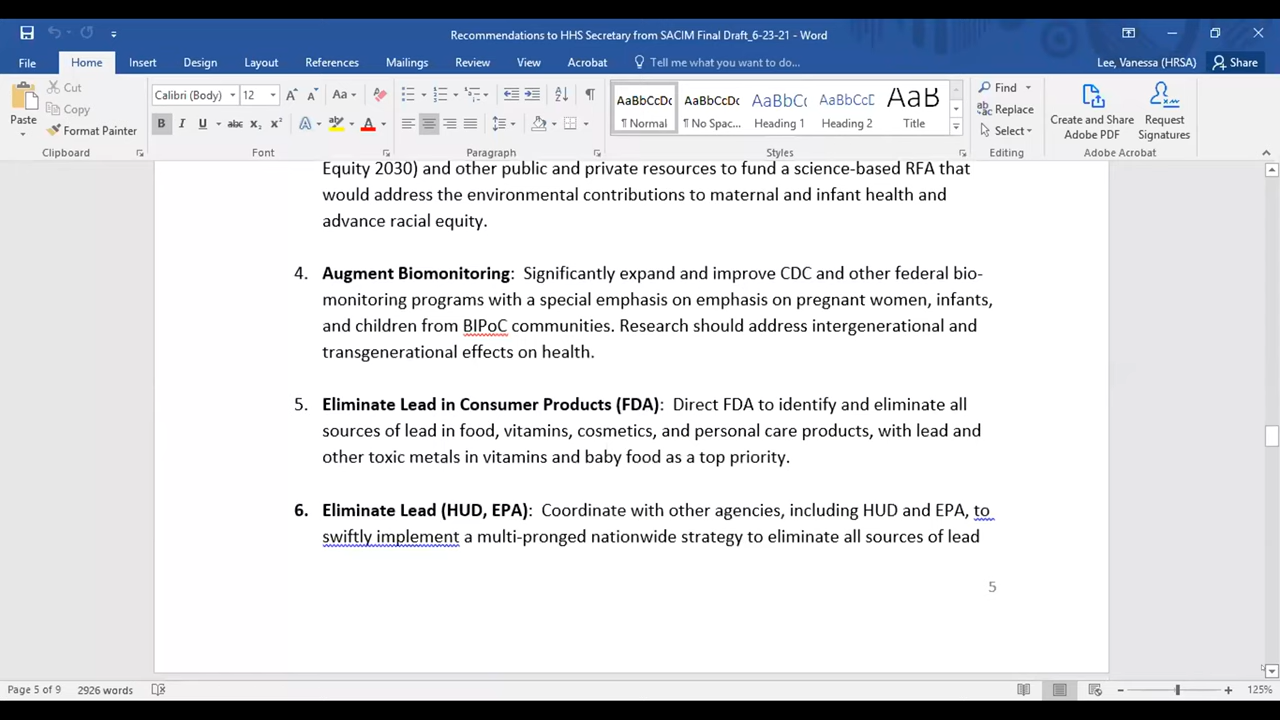 Recommendations to HHS Secretary from SACIM Final Draft_6-23-21 - Word
File Home Insert Design Layout References Mailings Review View Acrobat Tell me what you want to do... Lee, Vanessa (HRSA) Share
Paste Cut Copy Format Painter
Calibri (Body) 12 Aa
B I U abc x₂ x² A A
AaBbCcDc AaBbCcDc AaBbCc AaBbCcD AaB
¶ Normal ¶ No Spac... Heading 1 Heading 2 Title
Find Replace Select
Create and Share Adobe PDF
Request Signatures
Clipboard Font Paragraph Styles Editing Adobe Acrobat
Equity 2030) and other public and private resources to fund a science-based RFA that
would address the environmental contributions to maternal and infant health and
advance racial equity.
4. Augment Biomonitoring: Significantly expand and improve CDC and other federal bio-
monitoring programs with a special emphasis on emphasis on pregnant women, infants,
and children from BIPoC communities. Research should address intergenerational and
transgenerational effects on health.
5. Eliminate Lead in Consumer Products (FDA): Direct FDA to identify and eliminate all
sources of lead in food, vitamins, cosmetics, and personal care products, with lead and
other toxic metals in vitamins and baby food as a top priority.
6. Eliminate Lead (HUD, EPA): Coordinate with other agencies, including HUD and EPA, to
swiftly implement a multi-pronged nationwide strategy to eliminate all sources of lead
5
Page 5 of 9 2926 words 125%